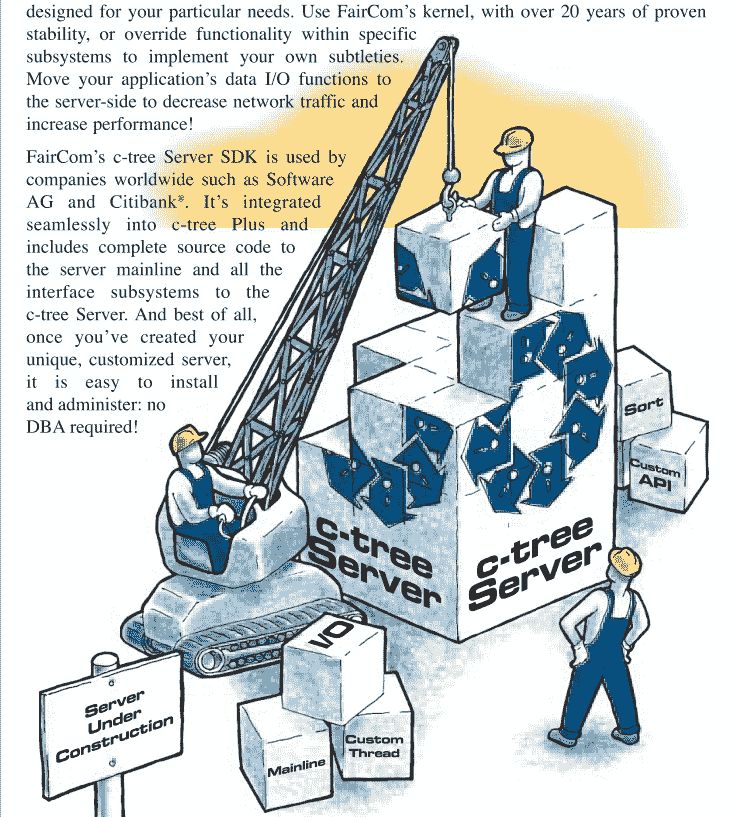 designed for your particular needs. Use FairCom's kernel, with over 20 years of proven
stability, or override functionality within specific
subsystems to implement your own subtleties.
Move your application's data I/O functions to
the server-side to decrease network traffic and
increase performance!
FairCom's c-tree Server SDK is used by
companies worldwide such as Software
AG and Citibank*. It's integrated
seamlessly into c-tree Plus and
includes complete source code to
the server mainline and all the
interface subsystems to the
c-tree Server. And best of all,
once you've created your
unique, customized server,
it is easy to install
and administer: no
DBA required!
Sort
Custom
API
c-tree
Server
c-tree
Server
I/O
Server
Under
Construction
Custom
Thread
Mainline